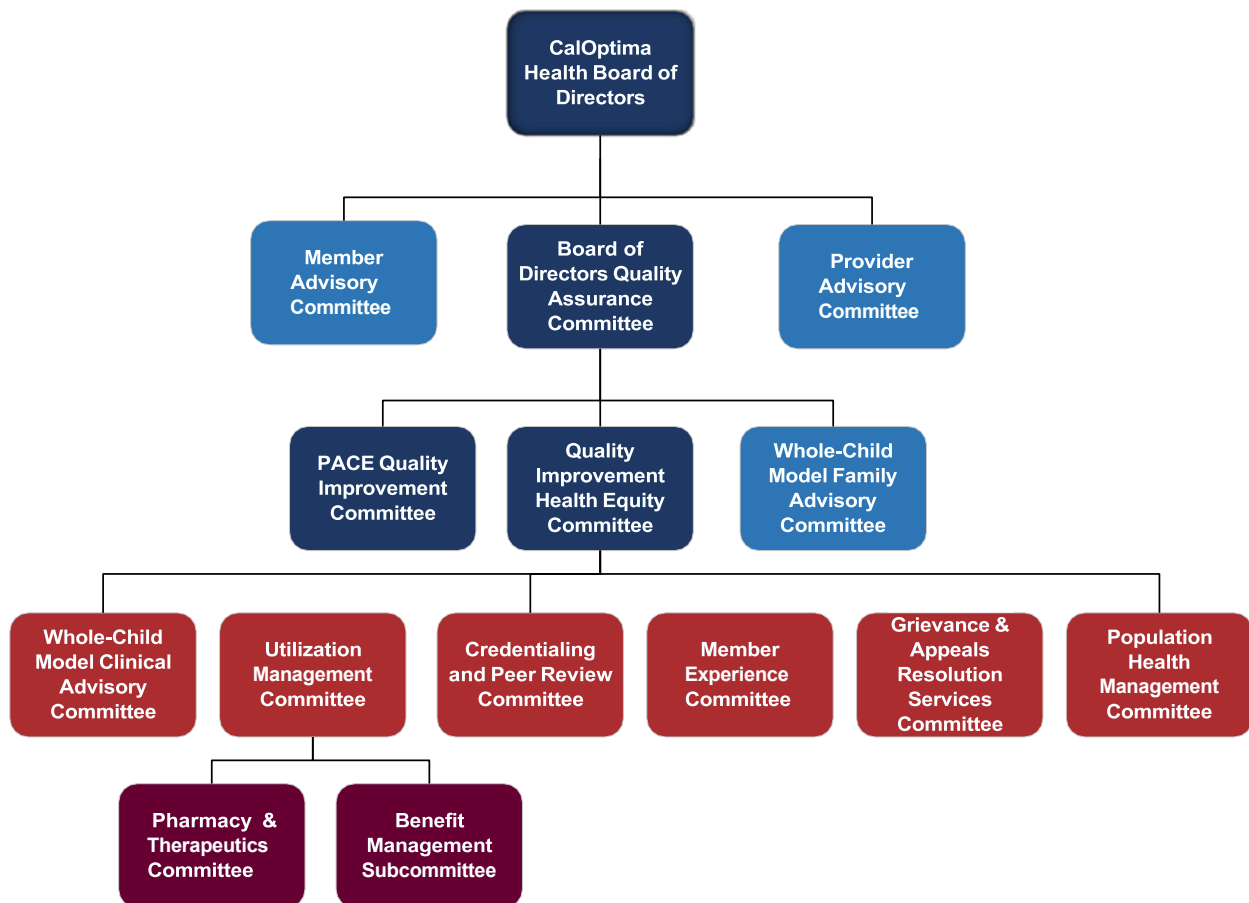 CalOptima
Health Board of
Directors
Member
Advisory
Committee
Board of
Directors Quality
Assurance
Committee
Provider
Advisory
Committee
PACE Quality
Improvement
Committee
Quality
Improvement
Health Equity
Committee
Whole-Child
Model Family
Advisory
Committee
Whole-Child
Model Clinical
Advisory
Committee
Utilization
Management
Committee
Credentialing
and Peer Review
Committee
Member
Experience
Committee
Grievance &
Appeals
Resolution
Services
Committee
Population
Health
Management
Committee
Pharmacy &
Therapeutics
Committee
Benefit
Management
Subcommittee